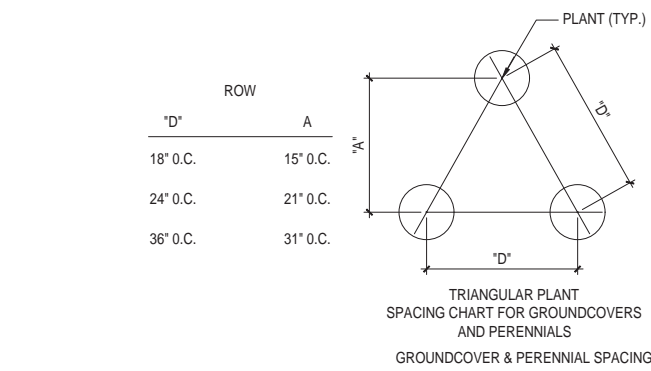 PLANT (TYP.)
ROW
"D" A
18" O.C. 15" O.C.
24" O.C. 21" O.C.
36" O.C. 31" O.C.
"A"
"D"
"D"
TRIANGULAR PLANT
SPACING CHART FOR GROUNDCOVERS
AND PERENNIALS
GROUNDCOVER & PERENNIAL SPACING